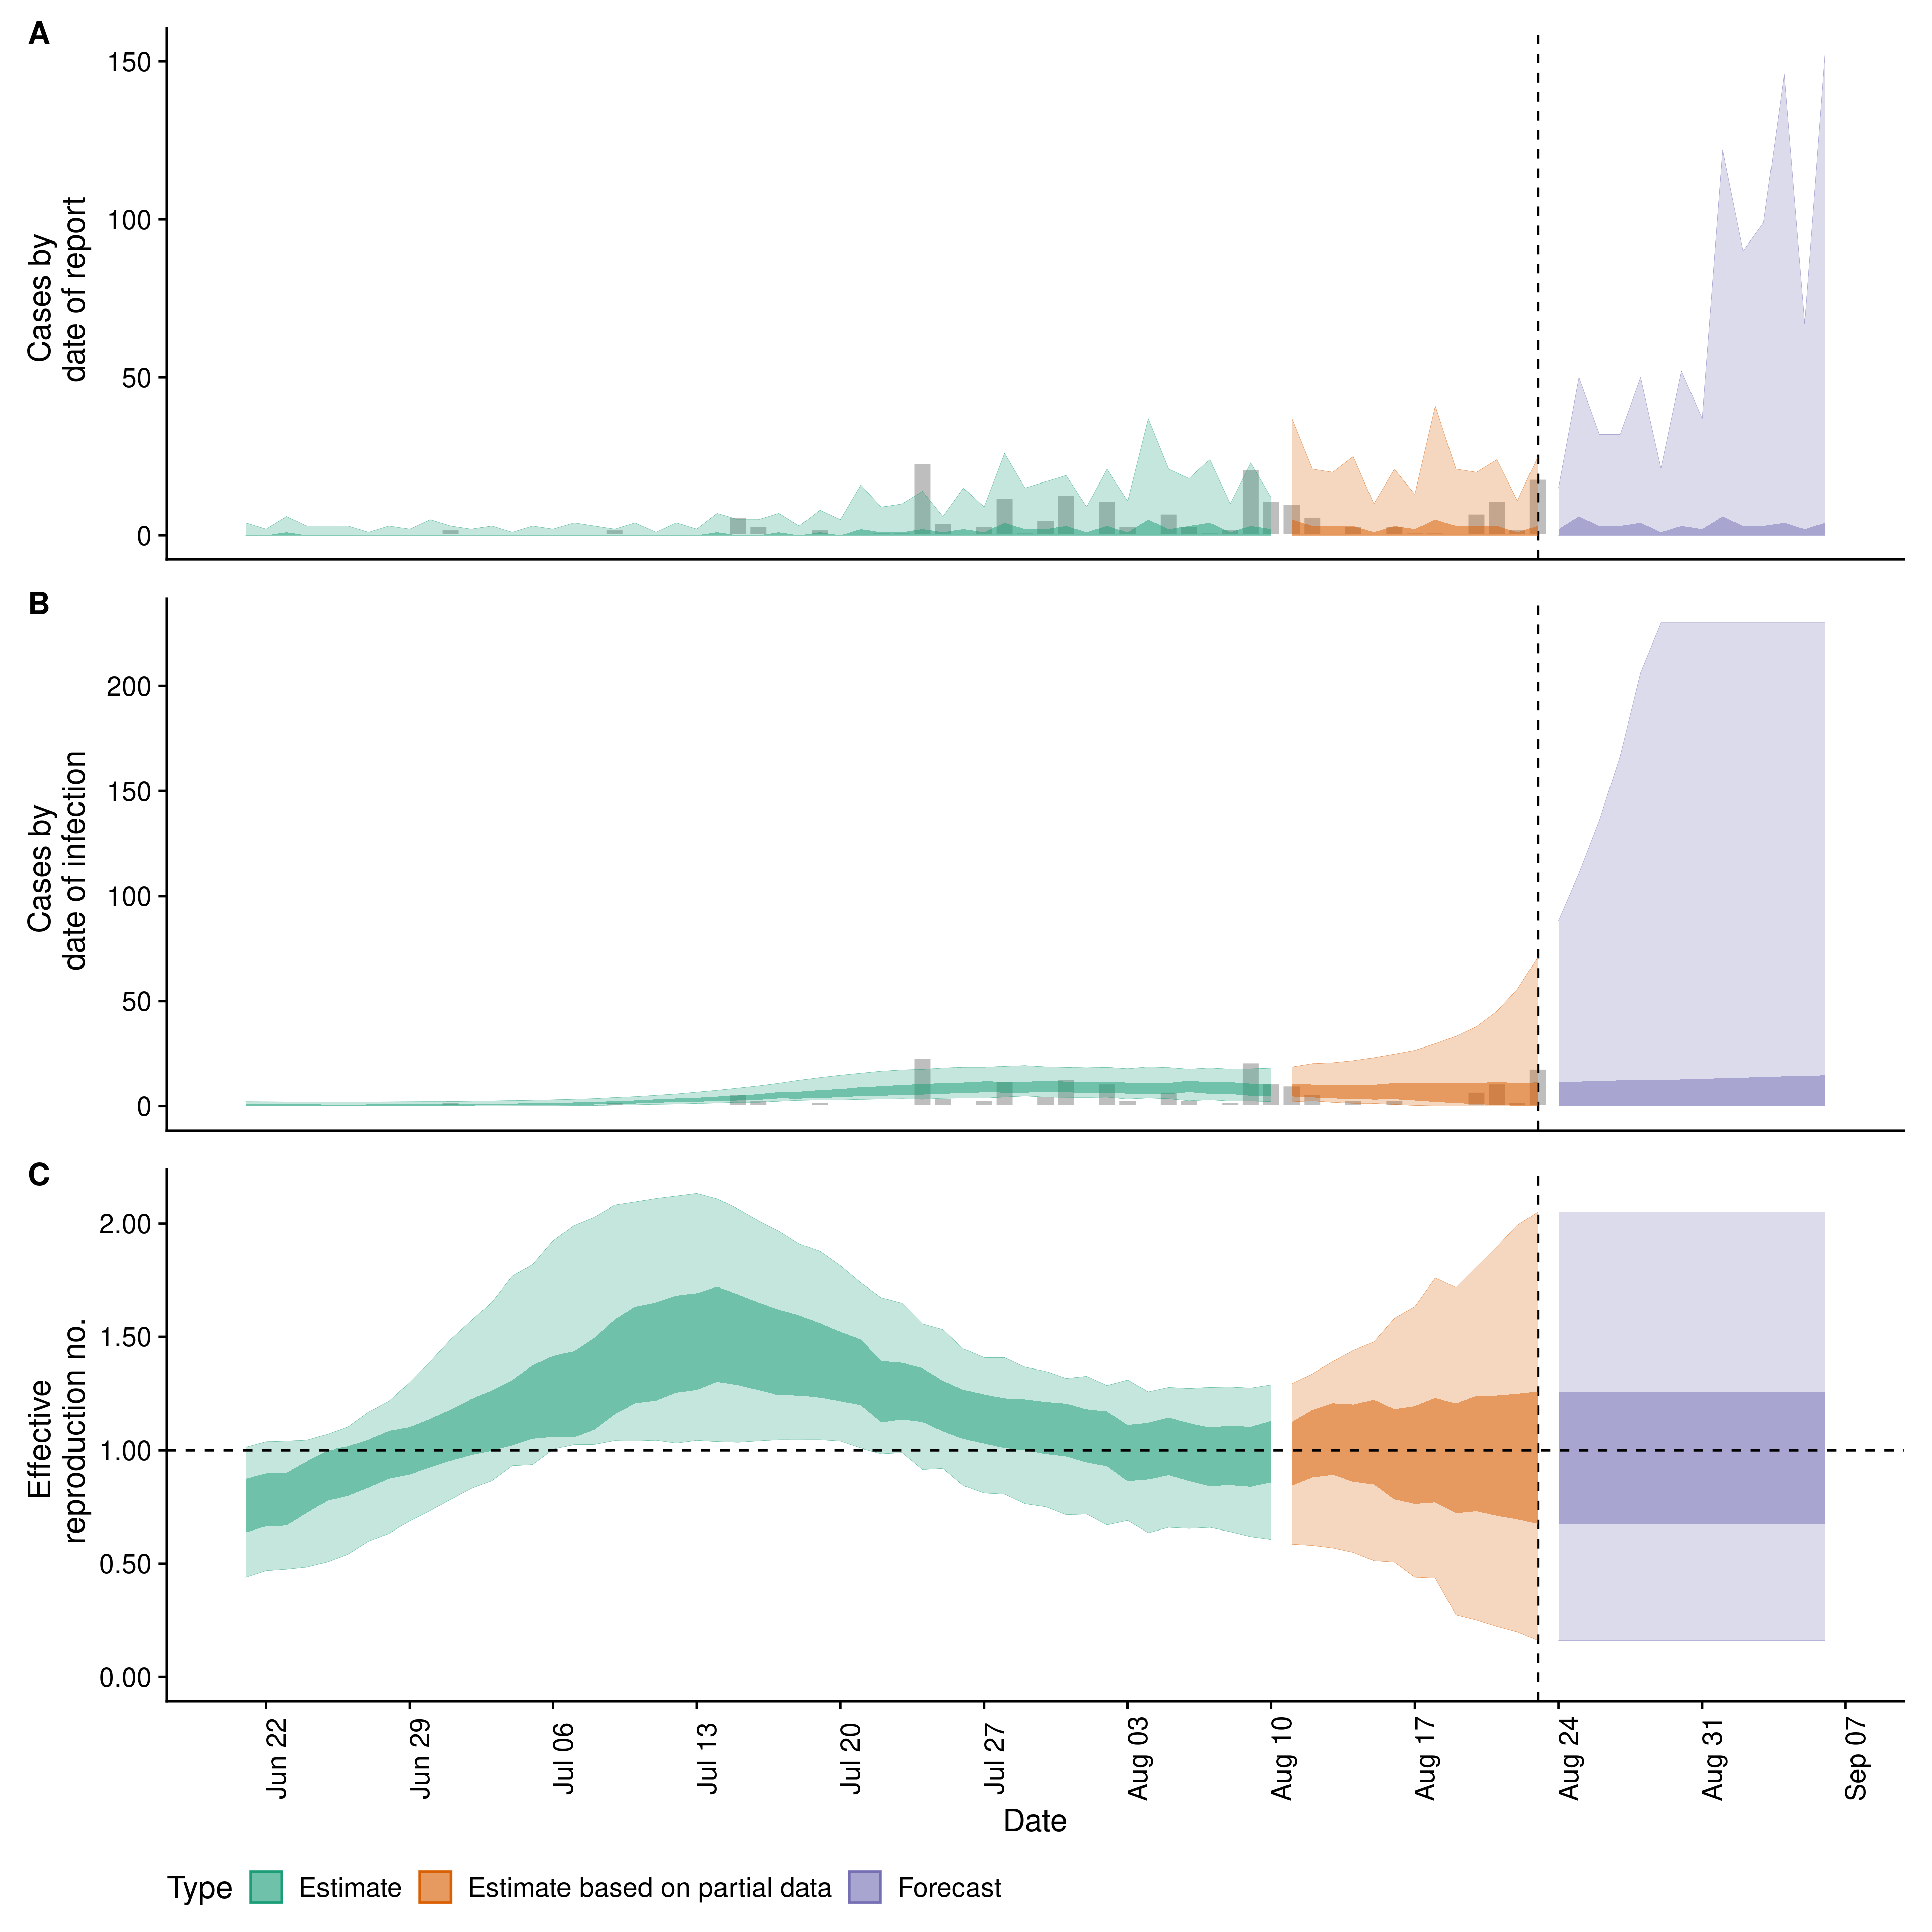 A
150
100
50
0
Cases by
date of report
B
200
150
100
50
0
Cases by
date of infection
C
2.00
1.50
1.00
0.50
0.00
Effective
reproduction no.
Jun 22
Jun 29
Jul 06
Jul 13
Jul 20
Jul 27
Aug 03
Aug 10
Aug 17
Aug 24
Aug 31
Sep 07
Date
Type Estimate Estimate based on partial data Forecast